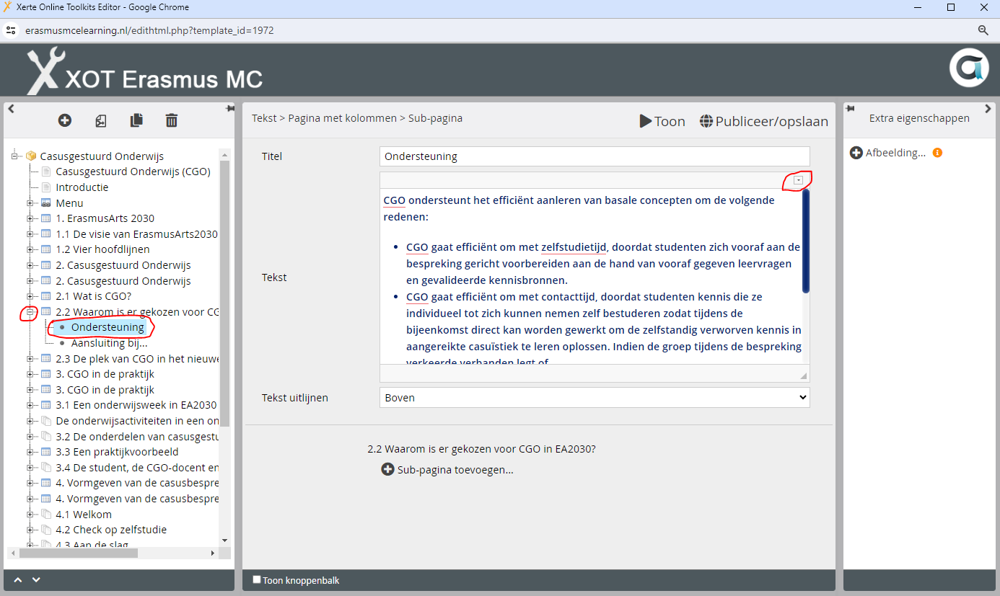 Xerte Online Toolkits Editor - Google Chrome
erasmusmcelearning.nl/edithtml.php?template_id=1972
XOT Erasmus MC
Casusgestuurd Onderwijs
Casusgestuurd Onderwijs (CGO)
Introductie
Menu
1. ErasmusArts 2030
1.1 De visie van ErasmusArts2030
1.2 Vier hoofdlijnen
2. Casusgestuurd Onderwijs
2. Casusgestuurd Onderwijs
2.1 Wat is CGO?
2.2 Waarom is er gekozen voor CG
Ondersteuning
Aansluiting bij...
2.3 De plek van CGO in het nieuwe
3. CGO in de praktijk
3. CGO in de praktijk
3.1 Een onderwijsweek in EA2030
De onderwijsactiviteiten in een on
3.2 De onderdelen van casusgestu
3.3 Een praktijkvoorbeeld
3.4 De student, de CGO-docent en
4. Vormgeven van de casusbespre
4. Vormgeven van de casusbespre
4.1 Welkom
4.2 Check op zelfstudie
4.3 Aan de slag
Tekst > Pagina met kolommen > Sub-pagina
Toon
Publiceer/opslaan
Titel
Ondersteuning
Tekst
CGO ondersteunt het efficiënt aanleren van basale concepten om de volgende
redenen:
• CGO gaat efficiënt om met zelfstudietijd, doordat studenten zich vooraf aan de
bespreking gericht voorbereiden aan de hand van vooraf gegeven leervragen
en gevalideerde kennisbronnen.
• CGO gaat efficiënt om met contacttijd, doordat studenten kennis die ze
individueel tot zich kunnen nemen zelf bestuderen zodat tijdens de
bijeenkomst direct kan worden gewerkt om de zelfstandig verworven kennis in
aangereikte casuïstiek te leren oplossen. Indien de groep tijdens de bespreking
verkeerde verbanden legt of
Tekst uitlijnen
Boven
2.2 Waarom is er gekozen voor CGO in EA2030?
Sub-pagina toevoegen...
Toon knoppenbalk
Extra eigenschappen
Afbeelding...